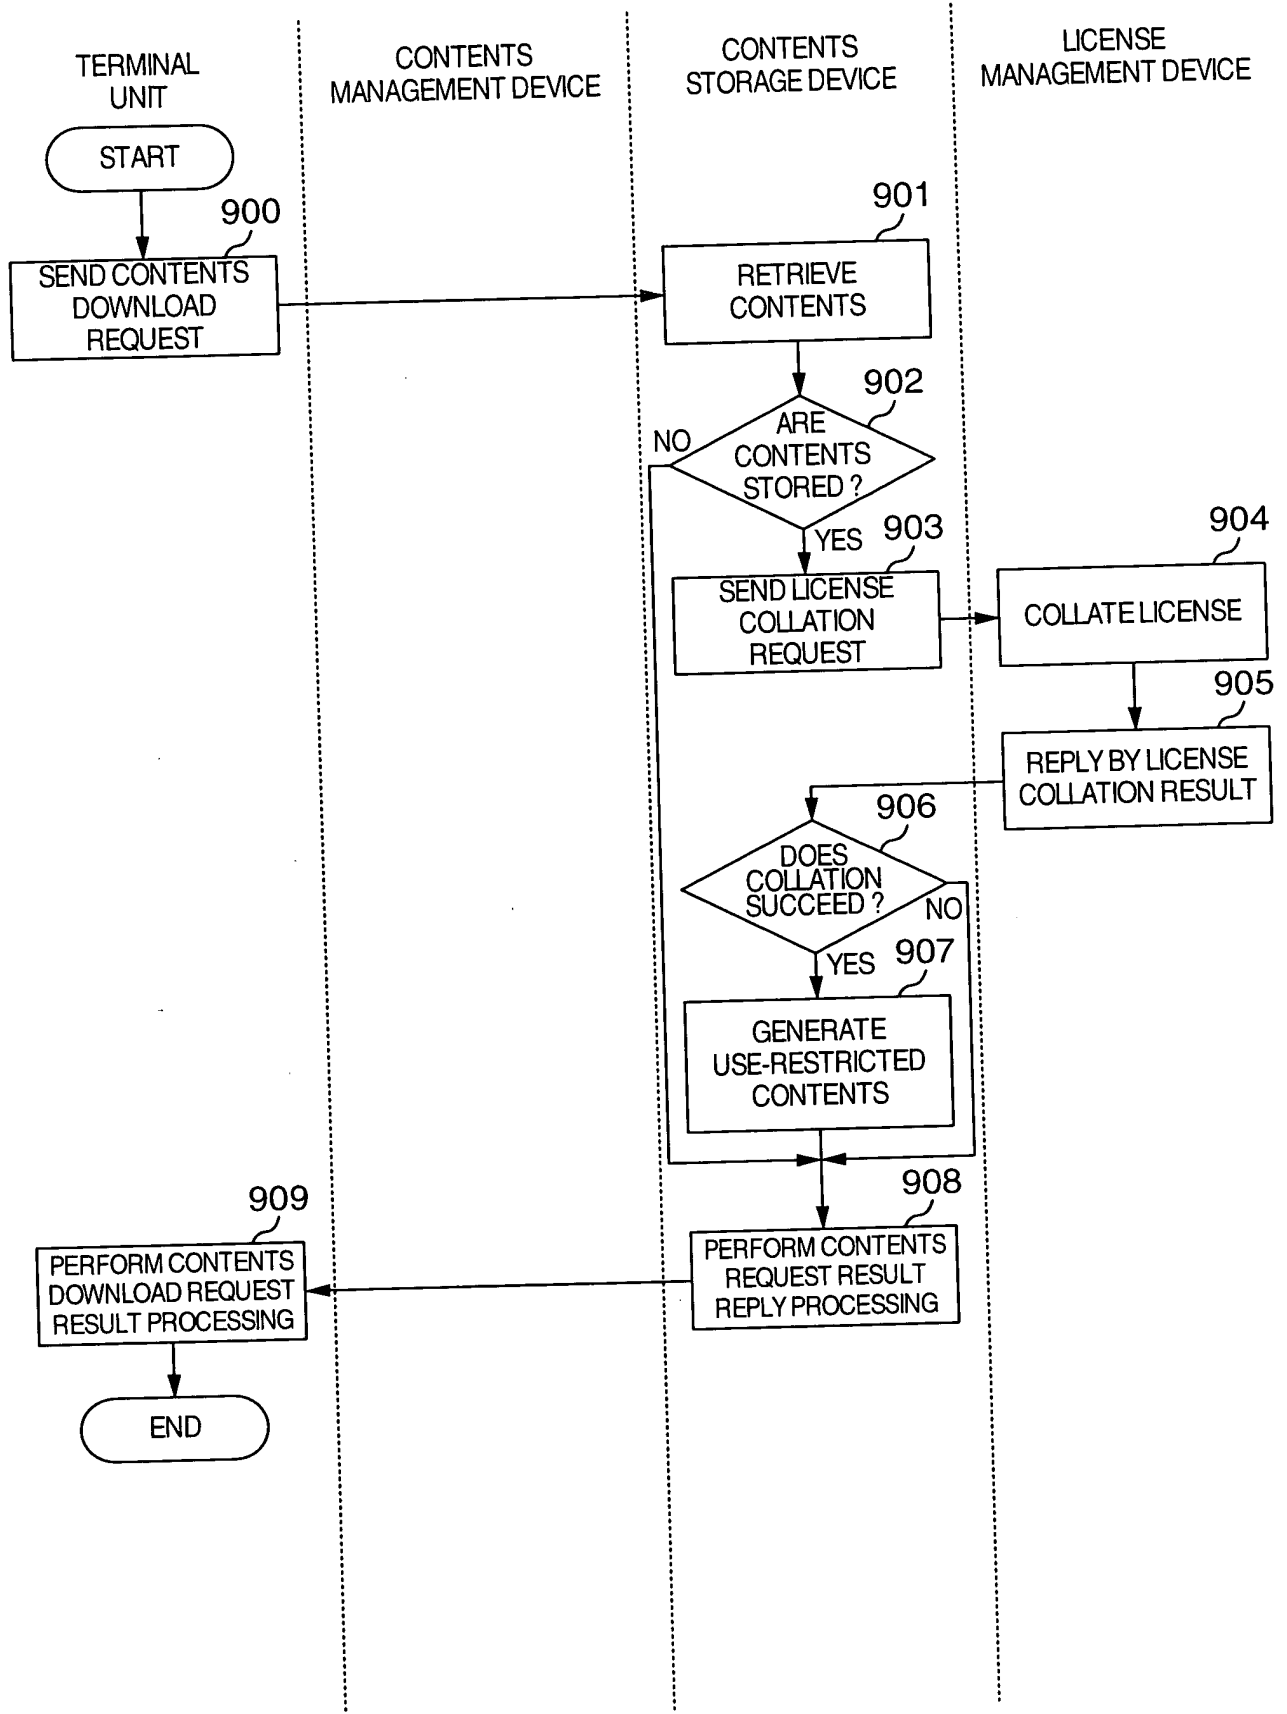 TERMINAL
UNIT
CONTENTS
MANAGEMENT DEVICE
CONTENTS
STORAGE DEVICE
LICENSE
MANAGEMENT DEVICE
START
900
SEND CONTENTS
DOWNLOAD
REQUEST
901
RETRIEVE
CONTENTS
902
ARE
CONTENTS
STORED ?
NO
YES
903
SEND LICENSE
COLLATION
REQUEST
904
COLLATE LICENSE
905
REPLY BY LICENSE
COLLATION RESULT
906
DOES
COLLATION
SUCCEED ?
NO
YES
907
GENERATE
USE-RESTRICTED
CONTENTS
908
PERFORM CONTENTS
REQUEST RESULT
REPLY PROCESSING
909
PERFORM CONTENTS
DOWNLOAD REQUEST
RESULT PROCESSING
END